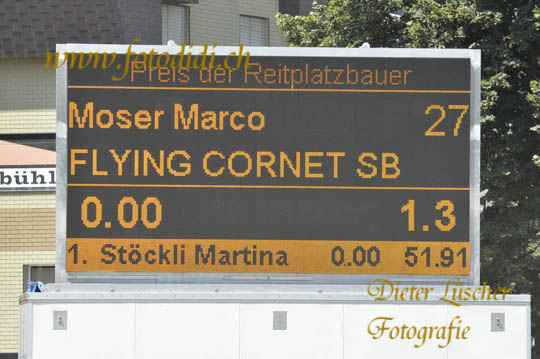 www.fotodidi.ch
Preis der Reitplatzbauer
Moser Marco 27
FLYING CORNET SB
0.00 1.3
1. Stöckli Martina 0.00 51.91
bühl
Dieter Lüscher
Fotografie